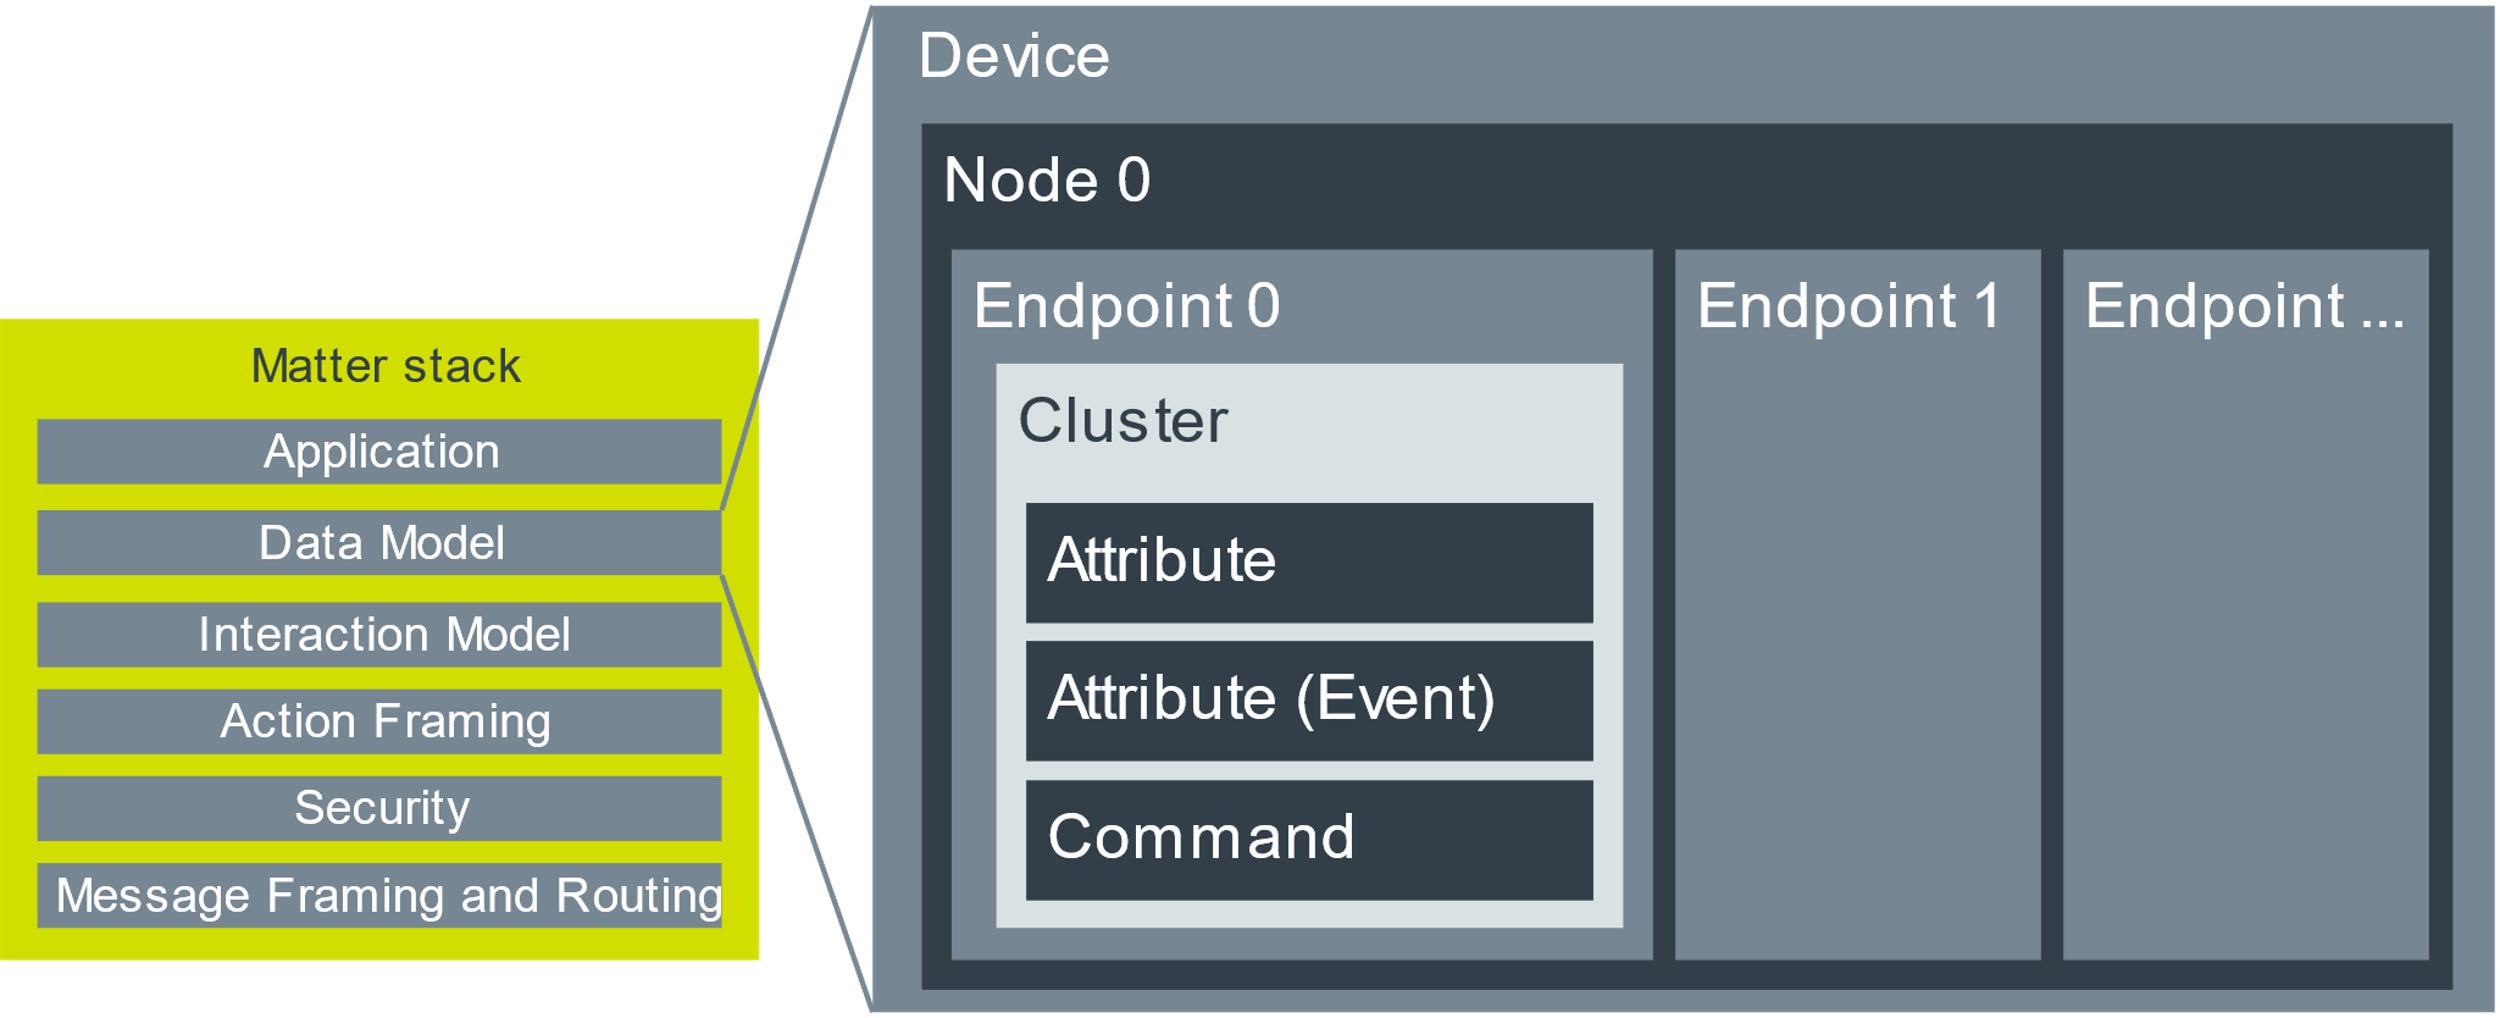 Matter stack
Application
Data Model
Interaction Model
Action Framing
Security
Message Framing and Routing
Device
Node 0
Endpoint 0
Cluster
Attribute
Attribute (Event)
Command
Endpoint 1
Endpoint ...